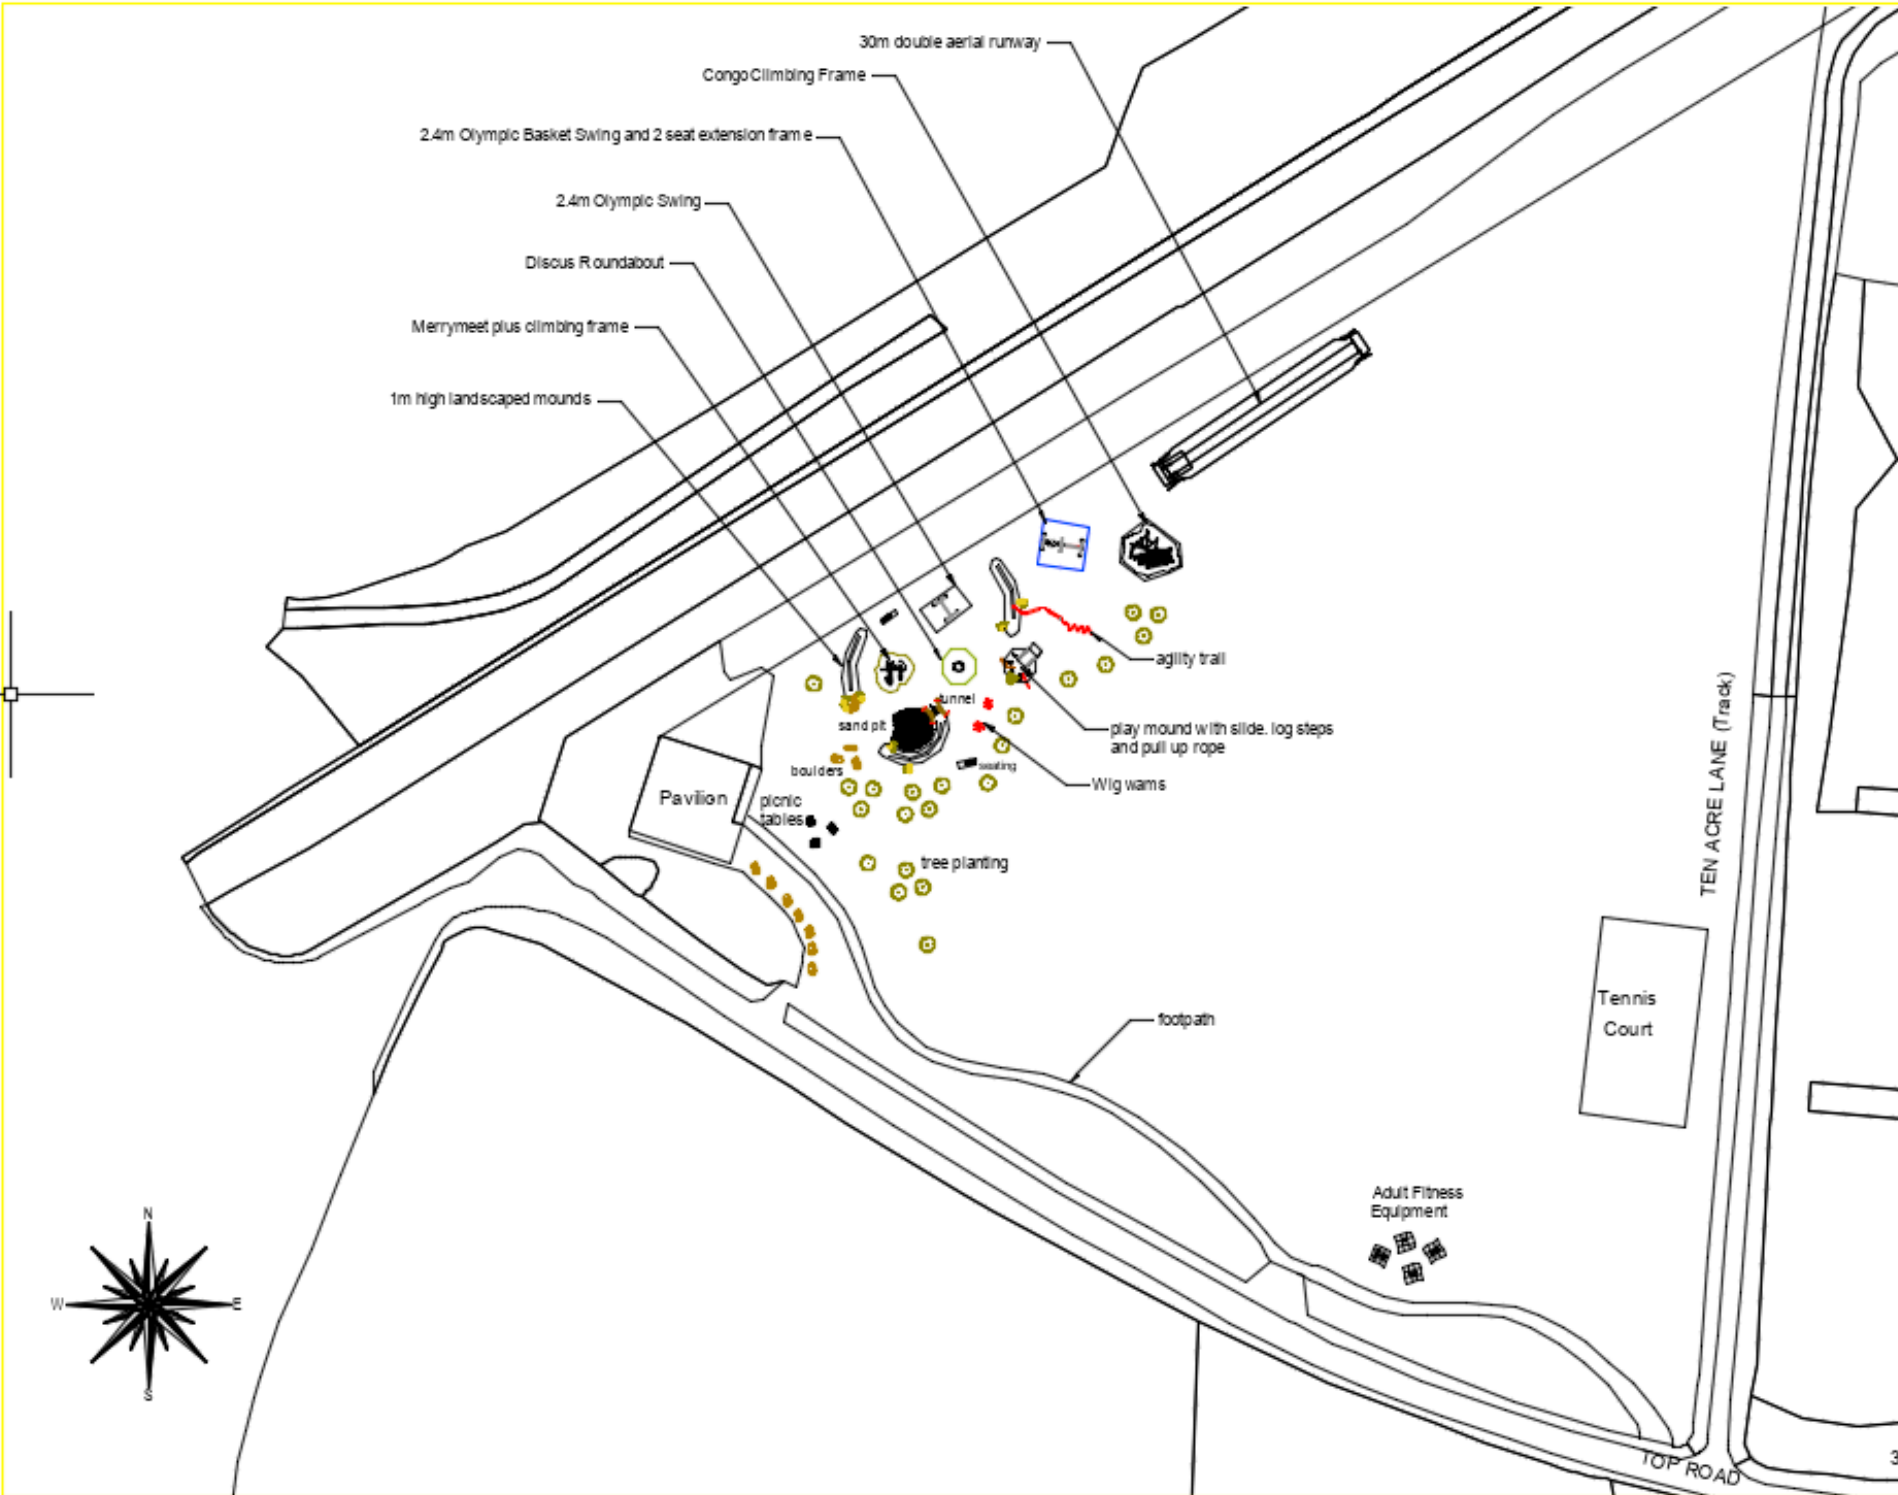 30m double aerial runway
Congo Climbing Frame
2.4m Olympic Basket Swing and 2 seat extension frame
2.4m Olympic Swing
Discus Roundabout
Merrymeet plus climbing frame
1m high landscaped mounds
agility trail
tunnel
sand pit
play mound with slide. log steps
and pull up rope
boulders
seating
Wig wams
Pavilion
picnic
tables
tree planting
TEN ACRE LANE (Track)
Tennis
Court
footpath
Adult Fitness
Equipment
N
W
E
S
TOP ROAD
3